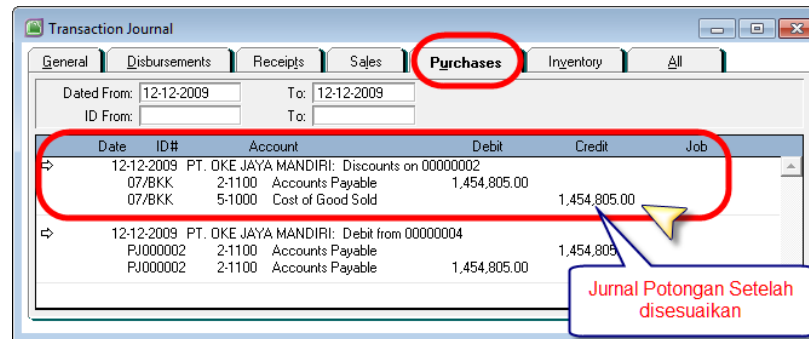 Transaction Journal
General Disbursements Receipts Sales Purchases Inventory All
Dated From: 12-12-2009 To: 12-12-2009
ID From: To:
Date ID# Account Debit Credit Job
12-12-2009 PT. OKE JAYA MANDIRI: Discounts on 00000002
07/BKK 2-1100 Accounts Payable 1,454,805.00
07/BKK 5-1000 Cost of Good Sold 1,454,805.00
12-12-2009 PT. OKE JAYA MANDIRI: Debit from 00000004
PJ000002 2-1100 Accounts Payable 1,454,805
PJ000002 2-1100 Accounts Payable 1,454,805.00
Jurnal Potongan Setelah
disesuaikan